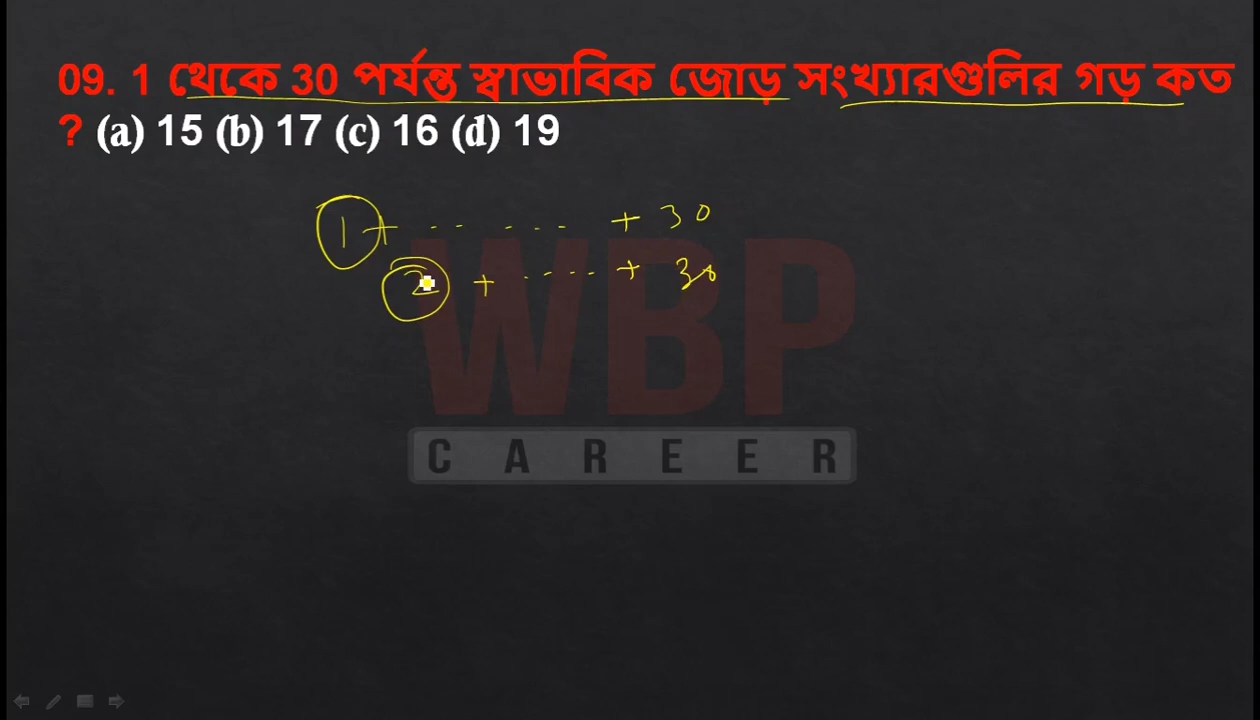 09. 1 থেকে 30 পর্যন্ত স্বাভাবিক জোড় সংখ্যারগুলির গড় কত
? (a) 15 (b) 17 (c) 16 (d) 19
1 + -- --- + 30
2 + ---- + 30
WBP
CAREER